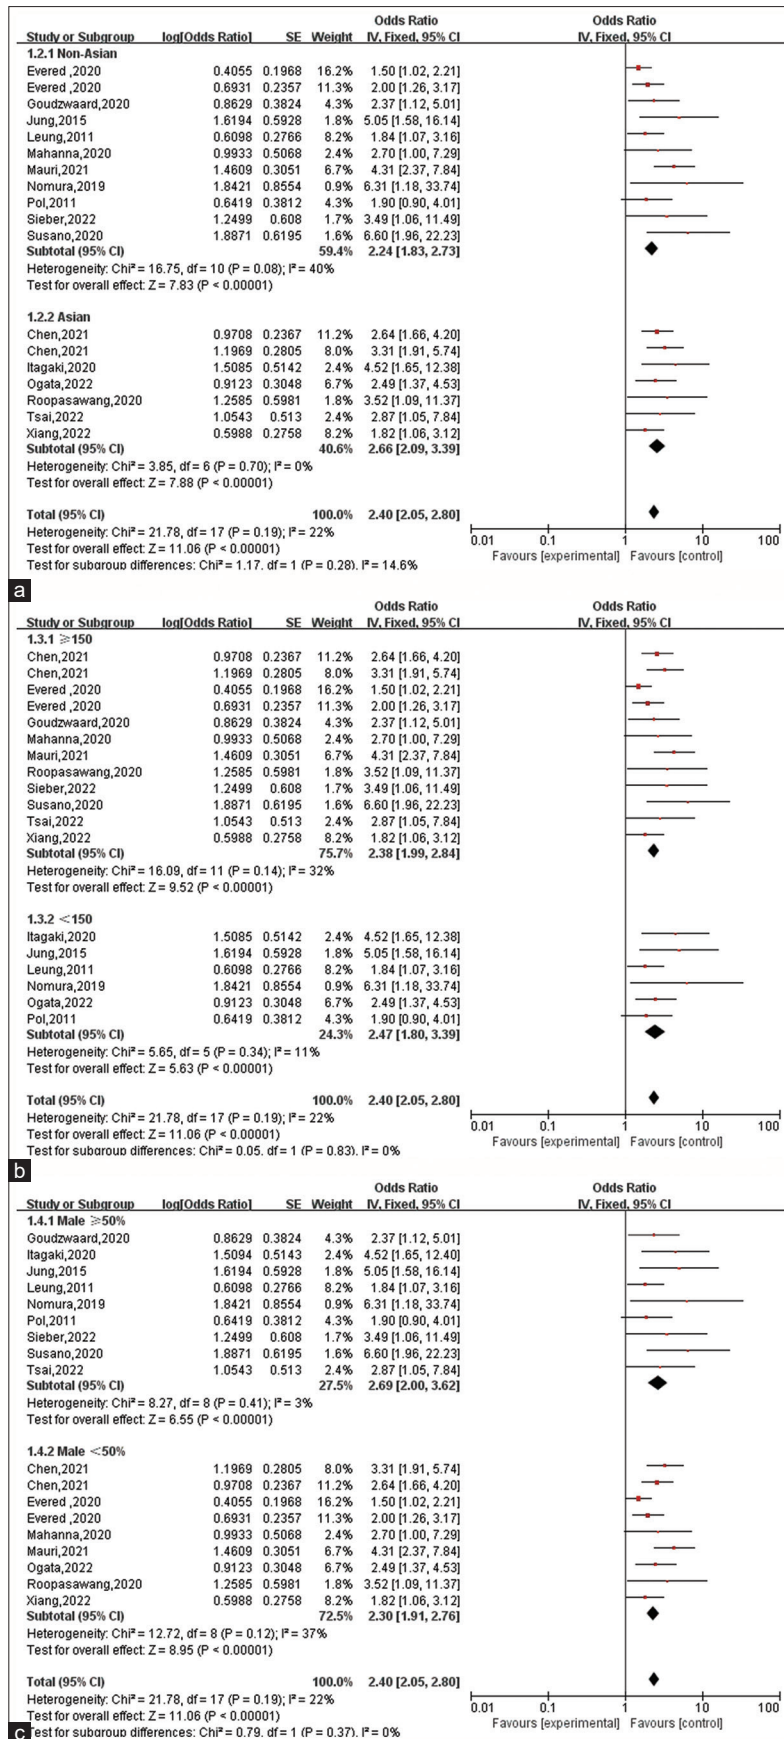 Odds Ratio Odds Ratio
Study or Subgroup log[Odds Ratio] SE Weight IV, Fixed, 95% CI IV, Fixed, 95% CI
1.2.1 Non-Asian
Evered ,2020 0.4055 0.1968 16.2% 1.50 [1.02, 2.21]
Evered ,2020 0.6931 0.2357 11.3% 2.00 [1.26, 3.17]
Goudzwaard,2020 0.8629 0.3824 4.3% 2.37 [1.12, 5.01]
Jung,2015 1.6194 0.5928 1.8% 5.05 [1.58, 16.14]
Leung,2011 0.6098 0.2766 8.2% 1.84 [1.07, 3.16]
Mahanna,2020 0.9933 0.5068 2.4% 2.70 [1.00, 7.29]
Mauri,2021 1.4609 0.3051 6.7% 4.31 [2.37, 7.84]
Nomura,2019 1.8421 0.8554 0.9% 6.31 [1.18, 33.74]
Pol,2011 0.6419 0.3812 4.3% 1.90 [0.90, 4.01]
Sieber,2022 1.2499 0.608 1.7% 3.49 [1.06, 11.49]
Susano,2020 1.8871 0.6195 1.6% 6.60 [1.96, 22.23]
Subtotal (95% CI) 59.4% 2.24 [1.83, 2.73]
Heterogeneity: Chi² = 16.75, df = 10 (P = 0.08); I² = 40%
Test for overall effect: Z = 7.83 (P < 0.00001)
1.2.2 Asian
Chen,2021 0.9708 0.2367 11.2% 2.64 [1.66, 4.20]
Chen,2021 1.1969 0.2805 8.0% 3.31 [1.91, 5.74]
Itagaki,2020 1.5085 0.5142 2.4% 4.52 [1.65, 12.38]
Ogata,2022 0.9123 0.3048 6.7% 2.49 [1.37, 4.53]
Roopasawang,2020 1.2585 0.5981 1.8% 3.52 [1.09, 11.37]
Tsai,2022 1.0543 0.513 2.4% 2.87 [1.05, 7.84]
Xiang,2022 0.5988 0.2758 8.2% 1.82 [1.06, 3.12]
Subtotal (95% CI) 40.6% 2.66 [2.09, 3.39]
Heterogeneity: Chi² = 3.85, df = 6 (P = 0.70); I² = 0%
Test for overall effect: Z = 7.88 (P < 0.00001)
Total (95% CI) 100.0% 2.40 [2.05, 2.80]
Heterogeneity: Chi² = 21.78, df = 17 (P = 0.19); I² = 22%
Test for overall effect: Z = 11.06 (P < 0.00001)
Test for subgroup differences: Chi² = 1.17, df = 1 (P = 0.28), I² = 14.6%
0.01 0.1 1 10 100
Favours [experimental] Favours [control]
a
Odds Ratio Odds Ratio
Study or Subgroup log[Odds Ratio] SE Weight IV, Fixed, 95% CI IV, Fixed, 95% CI
1.3.1 ≥150
Chen,2021 0.9708 0.2367 11.2% 2.64 [1.66, 4.20]
Chen,2021 1.1969 0.2805 8.0% 3.31 [1.91, 5.74]
Evered ,2020 0.4055 0.1968 16.2% 1.50 [1.02, 2.21]
Evered ,2020 0.6931 0.2357 11.3% 2.00 [1.26, 3.17]
Goudzwaard,2020 0.8629 0.3824 4.3% 2.37 [1.12, 5.01]
Mahanna,2020 0.9933 0.5068 2.4% 2.70 [1.00, 7.29]
Mauri,2021 1.4609 0.3051 6.7% 4.31 [2.37, 7.84]
Roopasawang,2020 1.2585 0.5981 1.8% 3.52 [1.09, 11.37]
Sieber,2022 1.2499 0.608 1.7% 3.49 [1.06, 11.49]
Susano,2020 1.8871 0.6195 1.6% 6.60 [1.96, 22.23]
Tsai,2022 1.0543 0.513 2.4% 2.87 [1.05, 7.84]
Xiang,2022 0.5988 0.2758 8.2% 1.82 [1.06, 3.12]
Subtotal (95% CI) 75.7% 2.38 [1.99, 2.84]
Heterogeneity: Chi² = 16.09, df = 11 (P = 0.14); I² = 32%
Test for overall effect: Z = 9.52 (P < 0.00001)
1.3.2 <150
Itagaki,2020 1.5085 0.5142 2.4% 4.52 [1.65, 12.38]
Jung,2015 1.6194 0.5928 1.8% 5.05 [1.58, 16.14]
Leung,2011 0.6098 0.2766 8.2% 1.84 [1.07, 3.16]
Nomura,2019 1.8421 0.8554 0.9% 6.31 [1.18, 33.74]
Ogata,2022 0.9123 0.3048 6.7% 2.49 [1.37, 4.53]
Pol,2011 0.6419 0.3812 4.3% 1.90 [0.90, 4.01]
Subtotal (95% CI) 24.3% 2.47 [1.80, 3.39]
Heterogeneity: Chi² = 5.65, df = 5 (P = 0.34); I² = 11%
Test for overall effect: Z = 5.63 (P < 0.00001)
Total (95% CI) 100.0% 2.40 [2.05, 2.80]
Heterogeneity: Chi² = 21.78, df = 17 (P = 0.19); I² = 22%
Test for overall effect: Z = 11.06 (P < 0.00001)
Test for subgroup differences: Chi² = 0.05, df = 1 (P = 0.83), I² = 0%
0.01 0.1 1 10 100
Favours [experimental] Favours [control]
b
Odds Ratio Odds Ratio
Study or Subgroup log[Odds Ratio] SE Weight IV, Fixed, 95% CI IV, Fixed, 95% CI
1.4.1 Male ≥50%
Goudzwaard,2020 0.8629 0.3824 4.3% 2.37 [1.12, 5.01]
Itagaki,2020 1.5094 0.5143 2.4% 4.52 [1.65, 12.40]
Jung,2015 1.6194 0.5928 1.8% 5.05 [1.58, 16.14]
Leung,2011 0.6098 0.2766 8.2% 1.84 [1.07, 3.16]
Nomura,2019 1.8421 0.8554 0.9% 6.31 [1.18, 33.74]
Pol,2011 0.6419 0.3812 4.3% 1.90 [0.90, 4.01]
Sieber,2022 1.2499 0.608 1.7% 3.49 [1.06, 11.49]
Susano,2020 1.8871 0.6195 1.6% 6.60 [1.96, 22.23]
Tsai,2022 1.0543 0.513 2.4% 2.87 [1.05, 7.84]
Subtotal (95% CI) 27.5% 2.69 [2.00, 3.62]
Heterogeneity: Chi² = 8.27, df = 8 (P = 0.41); I² = 3%
Test for overall effect: Z = 6.55 (P < 0.00001)
1.4.2 Male <50%
Chen,2021 1.1969 0.2805 8.0% 3.31 [1.91, 5.74]
Chen,2021 0.9708 0.2367 11.2% 2.64 [1.66, 4.20]
Evered ,2020 0.4055 0.1968 16.2% 1.50 [1.02, 2.21]
Evered ,2020 0.6931 0.2357 11.3% 2.00 [1.26, 3.17]
Mahanna,2020 0.9933 0.5068 2.4% 2.70 [1.00, 7.29]
Mauri,2021 1.4609 0.3051 6.7% 4.31 [2.37, 7.84]
Ogata,2022 0.9123 0.3048 6.7% 2.49 [1.37, 4.53]
Roopasawang,2020 1.2585 0.5981 1.8% 3.52 [1.09, 11.37]
Xiang,2022 0.5988 0.2758 8.2% 1.82 [1.06, 3.12]
Subtotal (95% CI) 72.5% 2.30 [1.91, 2.76]
Heterogeneity: Chi² = 12.72, df = 8 (P = 0.12); I² = 37%
Test for overall effect: Z = 8.95 (P < 0.00001)
Total (95% CI) 100.0% 2.40 [2.05, 2.80]
Heterogeneity: Chi² = 21.78, df = 17 (P = 0.19); I² = 22%
Test for overall effect: Z = 11.06 (P < 0.00001)
Test for subgroup differences: Chi² = 0.79, df = 1 (P = 0.37), I² = 0%
0.01 0.1 1 10 100
Favours [experimental] Favours [control]
c